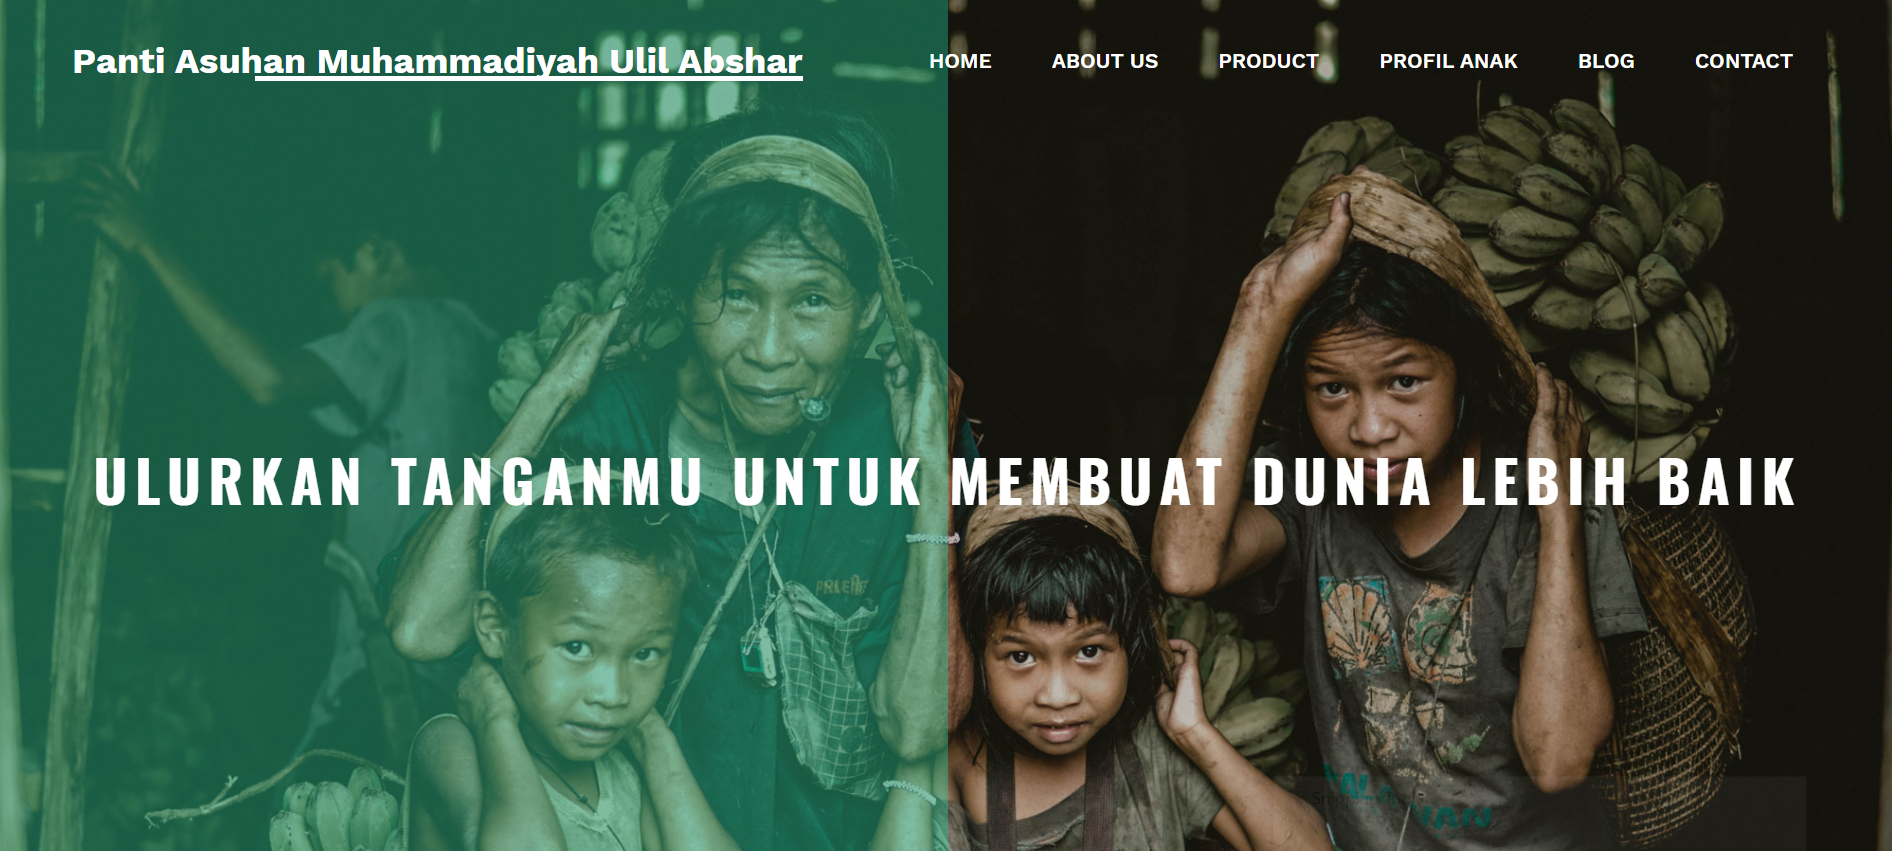 Panti Asuhan Muhammadiyah Ulil Abshar
HOME ABOUT US PRODUCT PROFIL ANAK BLOG CONTACT
ULURKAN TANGANMU UNTUK MEMBUAT DUNIA LEBIH BAIK